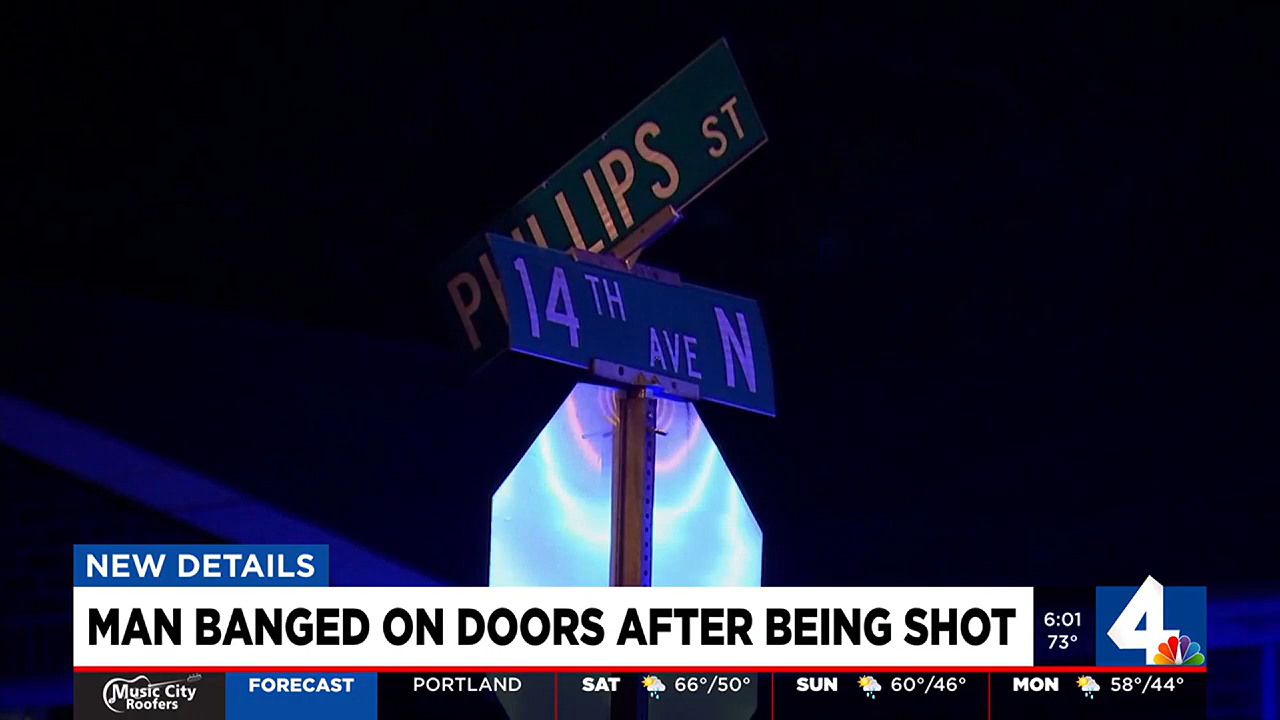 PHILLIPS ST
14TH AVE N
NEW DETAILS
MAN BANGED ON DOORS AFTER BEING SHOT
6:01
73°
4
Music City
Roofers
FORECAST
PORTLAND
SAT 66°/50°
SUN 60°/46°
MON 58°/44°